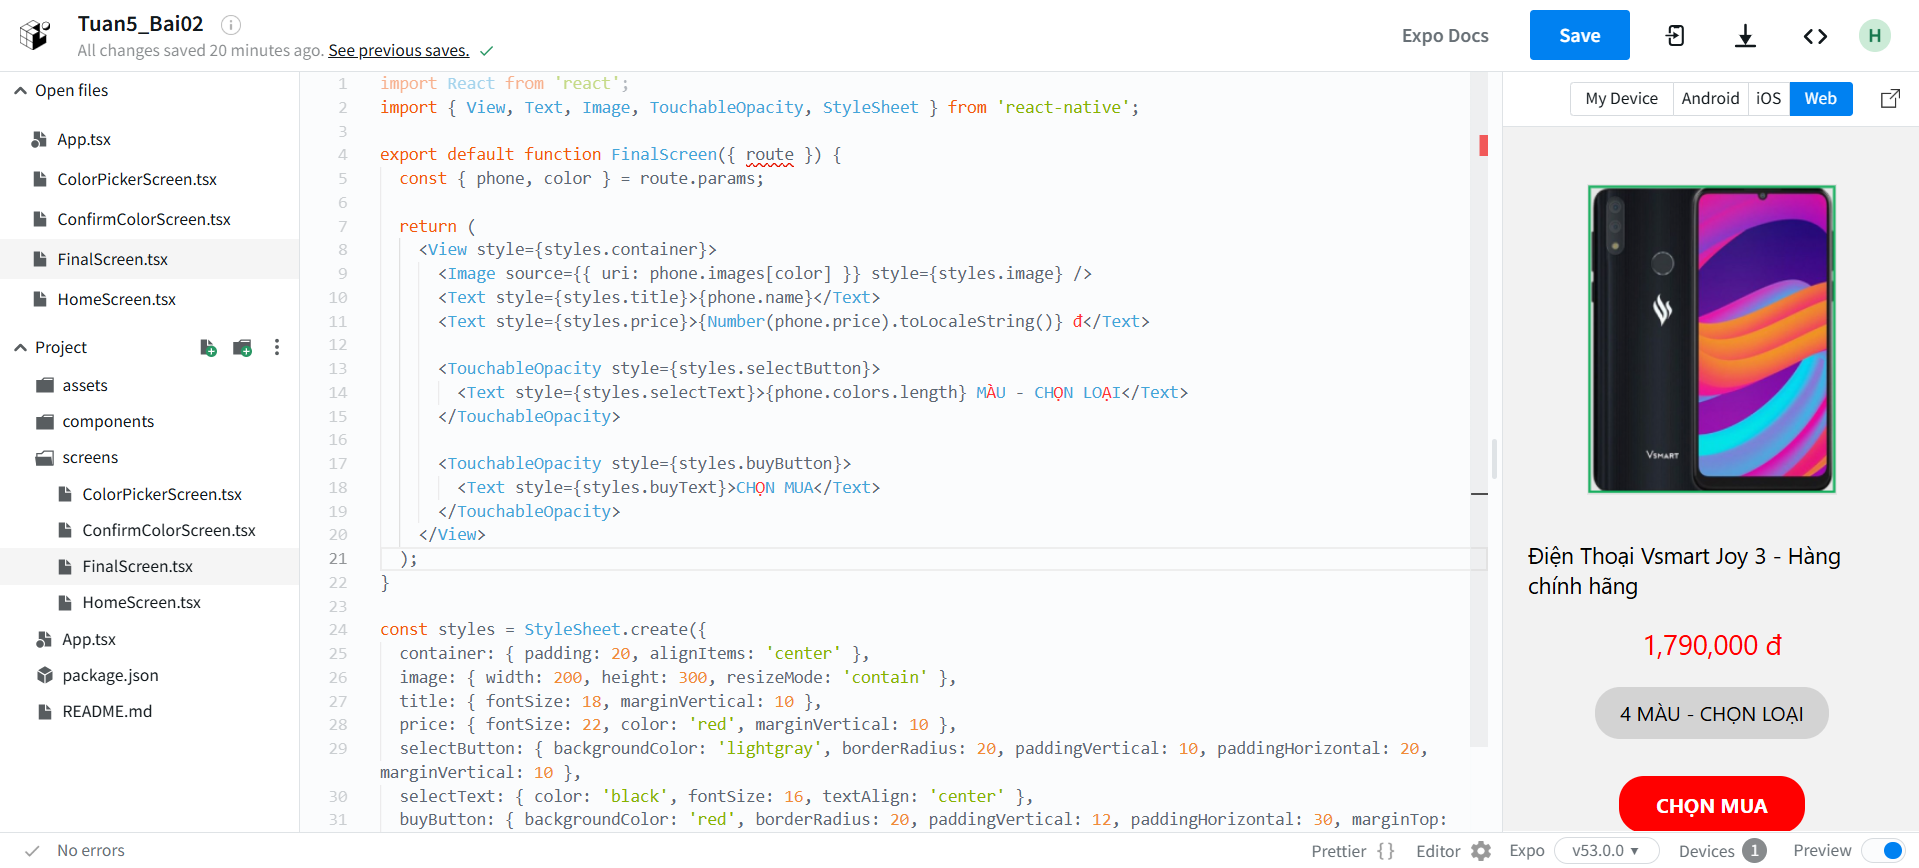 Tuan5_Bai02
All changes saved 20 minutes ago. See previous saves.
Expo Docs
Save
H
Open files
App.tsx
ColorPickerScreen.tsx
ConfirmColorScreen.tsx
FinalScreen.tsx
HomeScreen.tsx
Project
assets
components
screens
ColorPickerScreen.tsx
ConfirmColorScreen.tsx
FinalScreen.tsx
HomeScreen.tsx
App.tsx
package.json
README.md
1 import React from 'react';
2 import { View, Text, Image, TouchableOpacity, StyleSheet } from 'react-native';
3
4 export default function FinalScreen({ route }) {
5 const { phone, color } = route.params;
6
7 return (
8 <View style={styles.container}>
9 <Image source={{ uri: phone.images[color] }} style={styles.image} />
10 <Text style={styles.title}>{phone.name}</Text>
11 <Text style={styles.price}>{Number(phone.price).toLocaleString()} đ</Text>
12
13 <TouchableOpacity style={styles.selectButton}>
14 <Text style={styles.selectText}>{phone.colors.length} MÀU - CHỌN LOẠI</Text>
15 </TouchableOpacity>
16
17 <TouchableOpacity style={styles.buyButton}>
18 <Text style={styles.buyText}>CHỌN MUA</Text>
19 </TouchableOpacity>
20 </View>
21 );
22 }
23
24 const styles = StyleSheet.create({
25 container: { padding: 20, alignItems: 'center' },
26 image: { width: 200, height: 300, resizeMode: 'contain' },
27 title: { fontSize: 18, marginVertical: 10 },
28 price: { fontSize: 22, color: 'red', marginVertical: 10 },
29 selectButton: { backgroundColor: 'lightgray', borderRadius: 20, paddingVertical: 10, paddingHorizontal: 20,
marginVertical: 10 },
30 selectText: { color: 'black', fontSize: 16, textAlign: 'center' },
31 buyButton: { backgroundColor: 'red', borderRadius: 20, paddingVertical: 12, paddingHorizontal: 30, marginTop:
My Device Android iOS Web
VSMART
Điện Thoại Vsmart Joy 3 - Hàng
chính hãng
1,790,000 đ
4 MÀU - CHỌN LOẠI
CHỌN MUA
No errors
Prettier { } Editor Expo v53.0.0 Devices 1 Preview